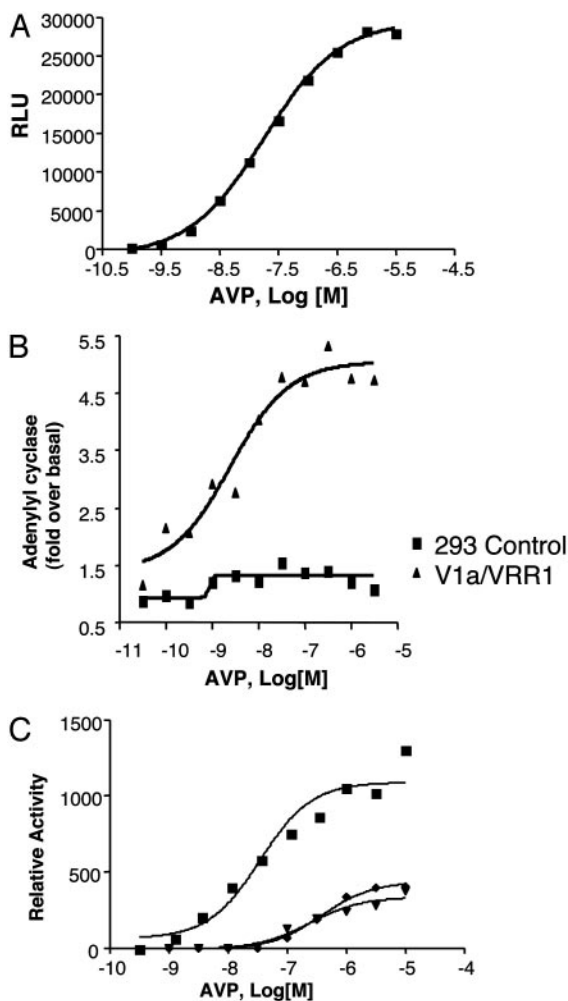 A
30000
25000
20000
15000
10000
5000
0
RLU
-10.5 -9.5 -8.5 -7.5 -6.5 -5.5 -4.5
AVP, Log [M]
B
5.5
4.5
3.5
2.5
1.5
0.5
Adenylyl cyclase
(fold over basal)
293 Control
V1a/VRR1
-11 -10 -9 -8 -7 -6 -5
AVP, Log[M]
C
1500
1000
500
0
Relative Activity
-10 -9 -8 -7 -6 -5 -4
AVP, Log[M]